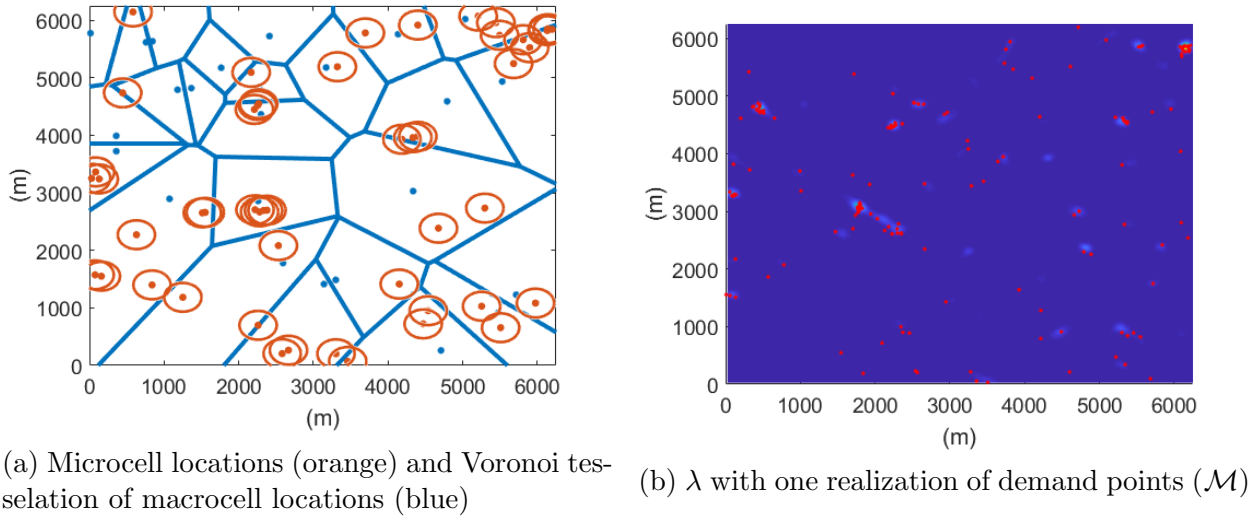 6000
5000
4000
3000
2000
1000
0
(m)
0 1000 2000 3000 4000 5000 6000
(m)
(a) Microcell locations (orange) and Voronoi tes-
selation of macrocell locations (blue)
6000
5000
4000
3000
2000
1000
0
(m)
0 1000 2000 3000 4000 5000 6000
(m)
(b) λ with one realization of demand points (ℳ)